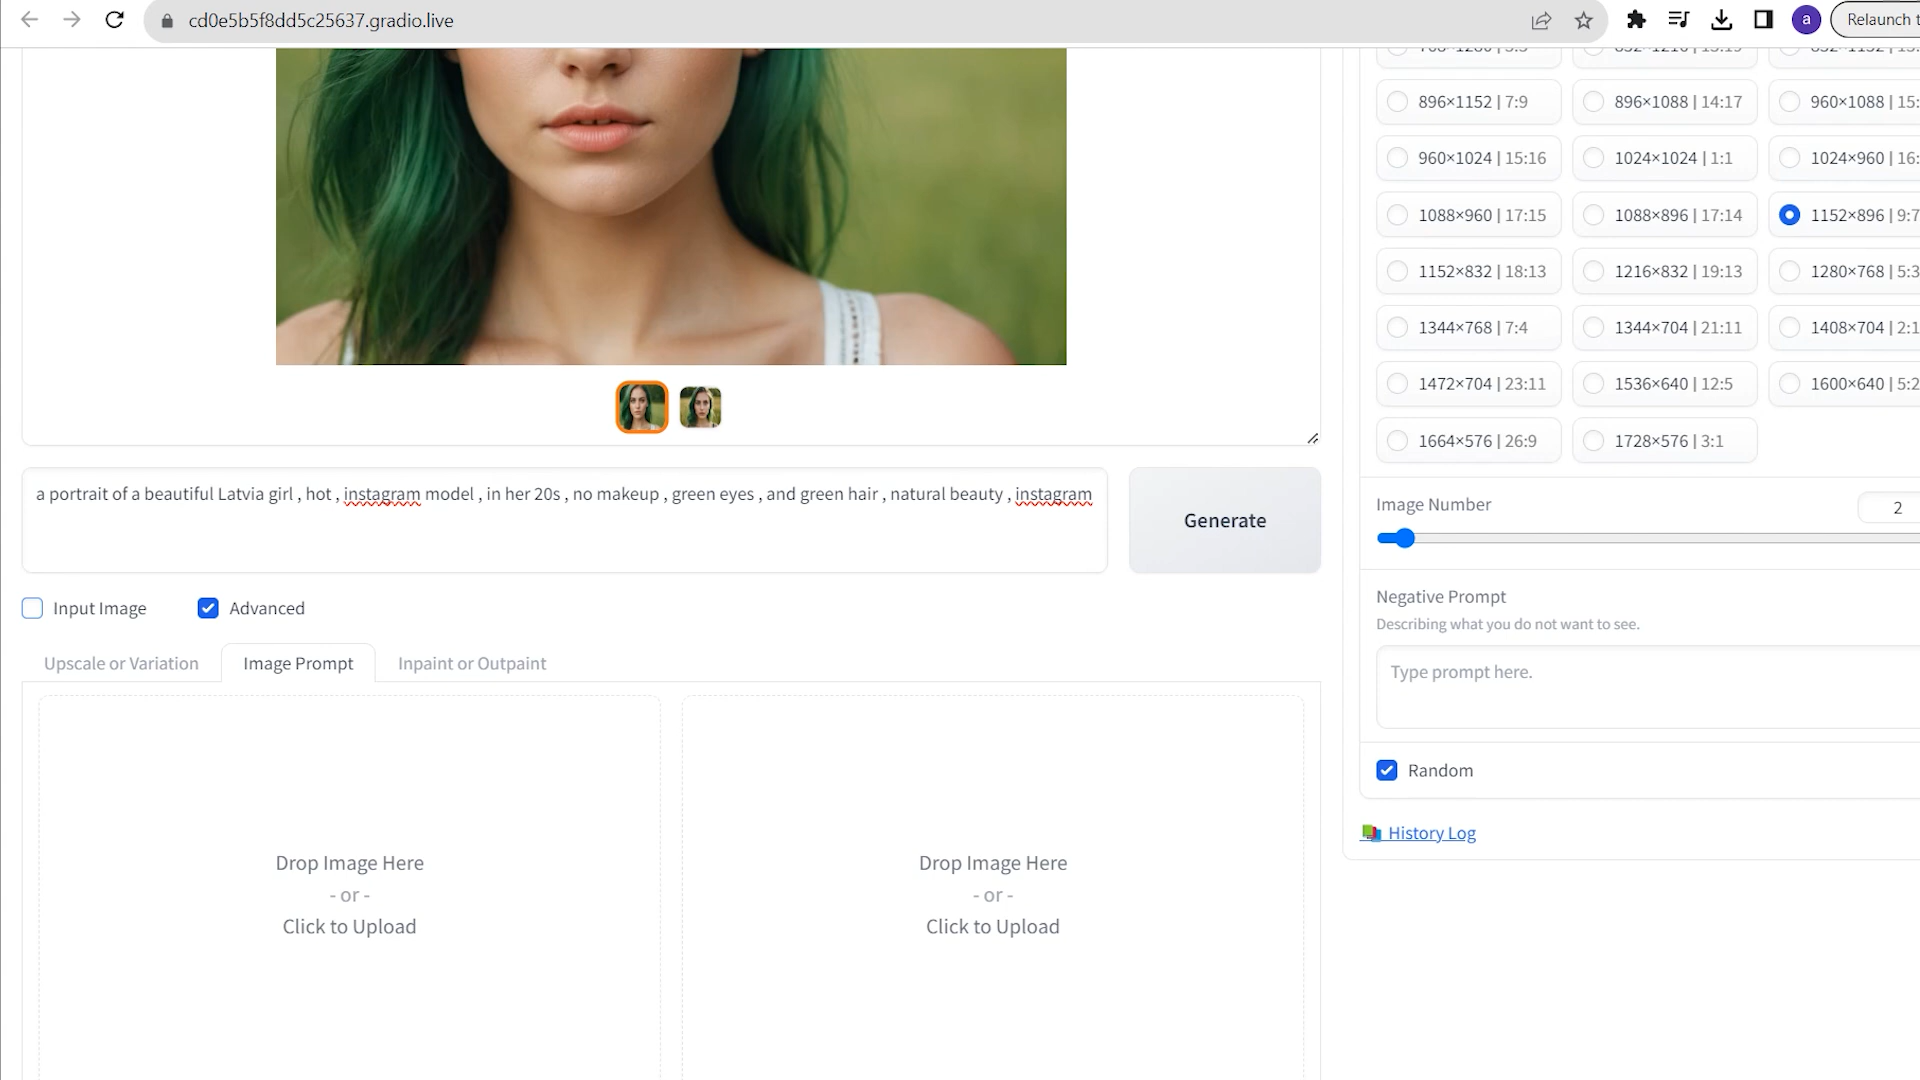 cd0e5b5f8dd5c25637.gradio.live
a
Relaunch t
896×1152 | 7:9
896×1088 | 14:17
960×1088 | 15:
960×1024 | 15:16
1024×1024 | 1:1
1024×960 | 16:
1088×960 | 17:15
1088×896 | 17:14
1152×896 | 9:7
1152×832 | 18:13
1216×832 | 19:13
1280×768 | 5:3
1344×768 | 7:4
1344×704 | 21:11
1408×704 | 2:1
1472×704 | 23:11
1536×640 | 12:5
1600×640 | 5:2
1664×576 | 26:9
1728×576 | 3:1
a portrait of a beautiful Latvia girl , hot , instagram model , in her 20s , no makeup , green eyes , and green hair , natural beauty , instagram
Generate
Image Number
2
Negative Prompt
Describing what you do not want to see.
Type prompt here.
Input Image
Advanced
Upscale or Variation
Image Prompt
Inpaint or Outpaint
Random
History Log
Drop Image Here
- or -
Click to Upload
Drop Image Here
- or -
Click to Upload